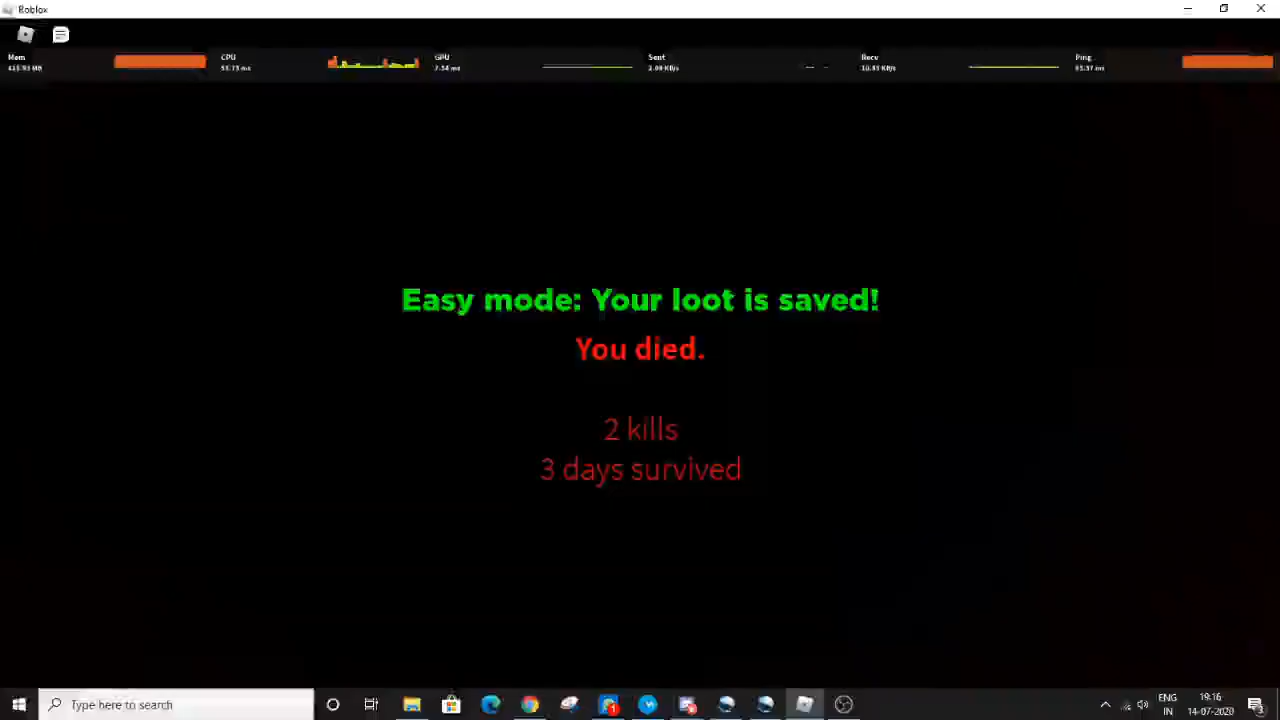 Roblox
Mem CPU GPU Sent Recv Ping
Easy mode: Your loot is saved!
You died.
2 kills
3 days survived
Type here to search
ENG 19:16
IN 14-07-2020